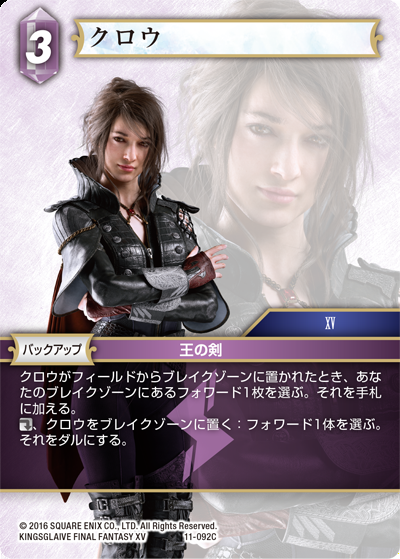 3
クロウ
XV
バックアップ
王の剣
クロウがフィールドからブレイクゾーンに置かれたとき、あな
たのブレイクゾーンにあるフォワード1枚を選ぶ。それを手札
に加える。
、クロウをブレイクゾーンに置く：フォワード1体を選ぶ。
それをダルにする。
© 2016 SQUARE ENIX CO., LTD. All Rights Reserved.
KINGSGLAIVE FINAL FANTASY XV 11-092C